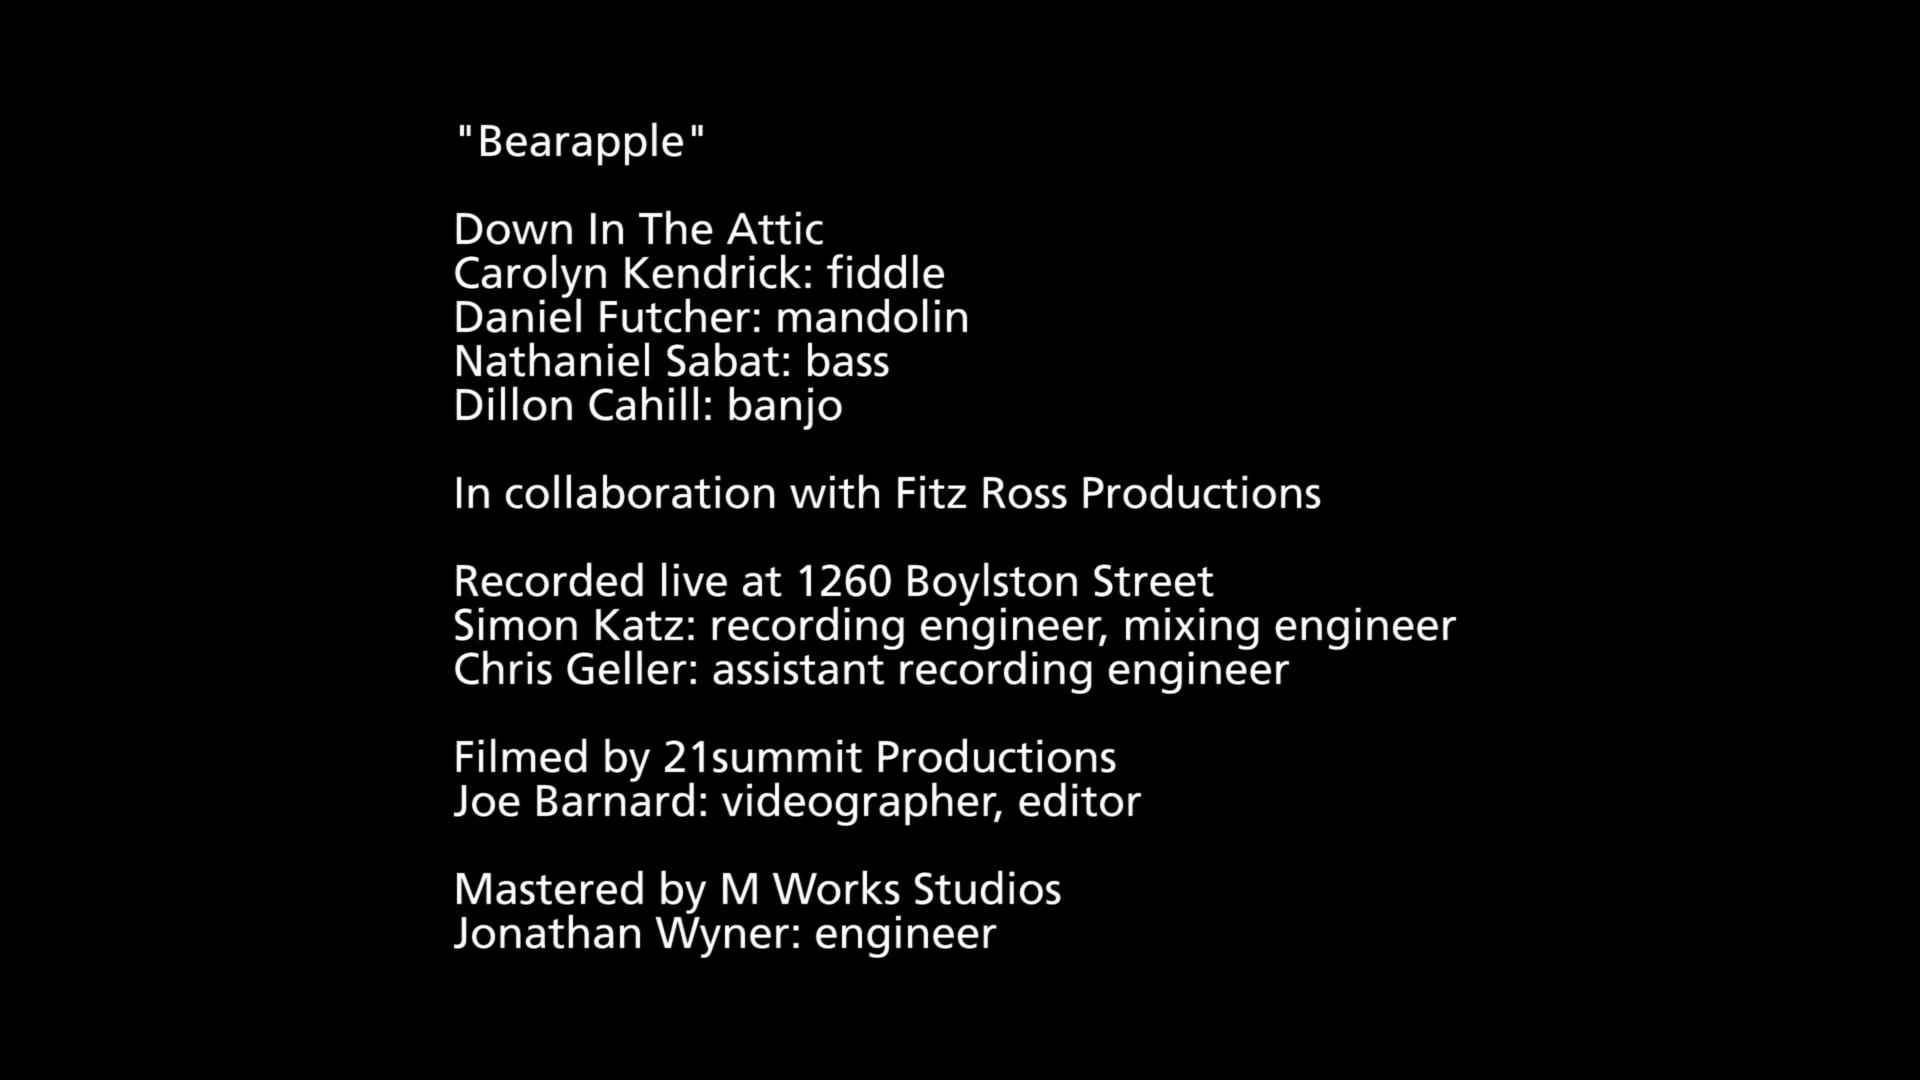 "Bearapple"
Down In The Attic
Carolyn Kendrick: fiddle
Daniel Futcher: mandolin
Nathaniel Sabat: bass
Dillon Cahill: banjo
In collaboration with Fitz Ross Productions
Recorded live at 1260 Boylston Street
Simon Katz: recording engineer, mixing engineer
Chris Geller: assistant recording engineer
Filmed by 21summit Productions
Joe Barnard: videographer, editor
Mastered by M Works Studios
Jonathan Wyner: engineer